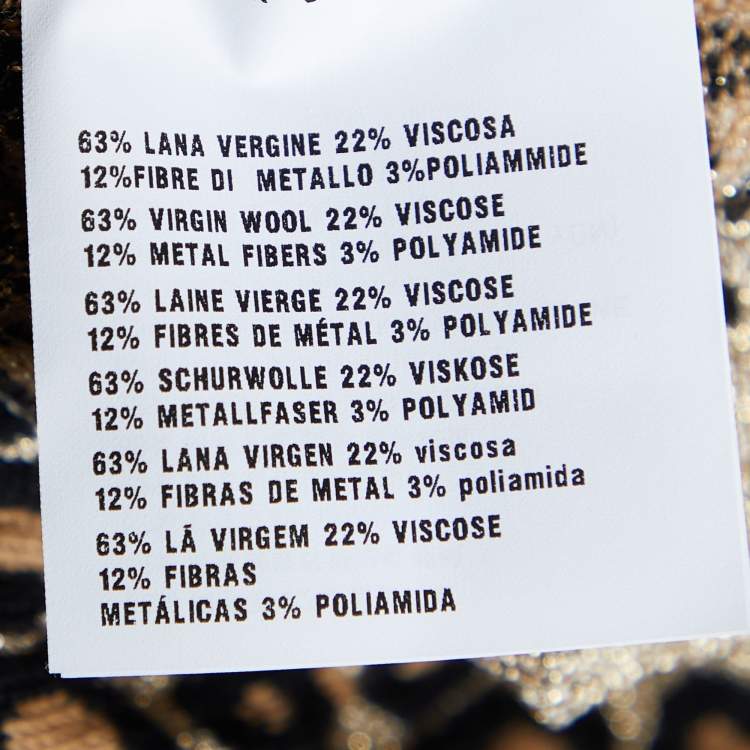 63% LANA VERGINE 22% VISCOSA
12%FIBRE DI METALLO 3%POLIAMMIDE
63% VIRGIN WOOL 22% VISCOSE
12% METAL FIBERS 3% POLYAMIDE
63% LAINE VIERGE 22% VISCOSE
12% FIBRES DE MÉTAL 3% POLYAMIDE
63% SCHURWOLLE 22% VISKOSE
12% METALLFASER 3% POLYAMID
63% LANA VIRGEN 22% viscosa
12% FIBRAS DE METAL 3% poliamida
63% LÃ VIRGEM 22% VISCOSE
12% FIBRAS
METÁLICAS 3% POLIAMIDA